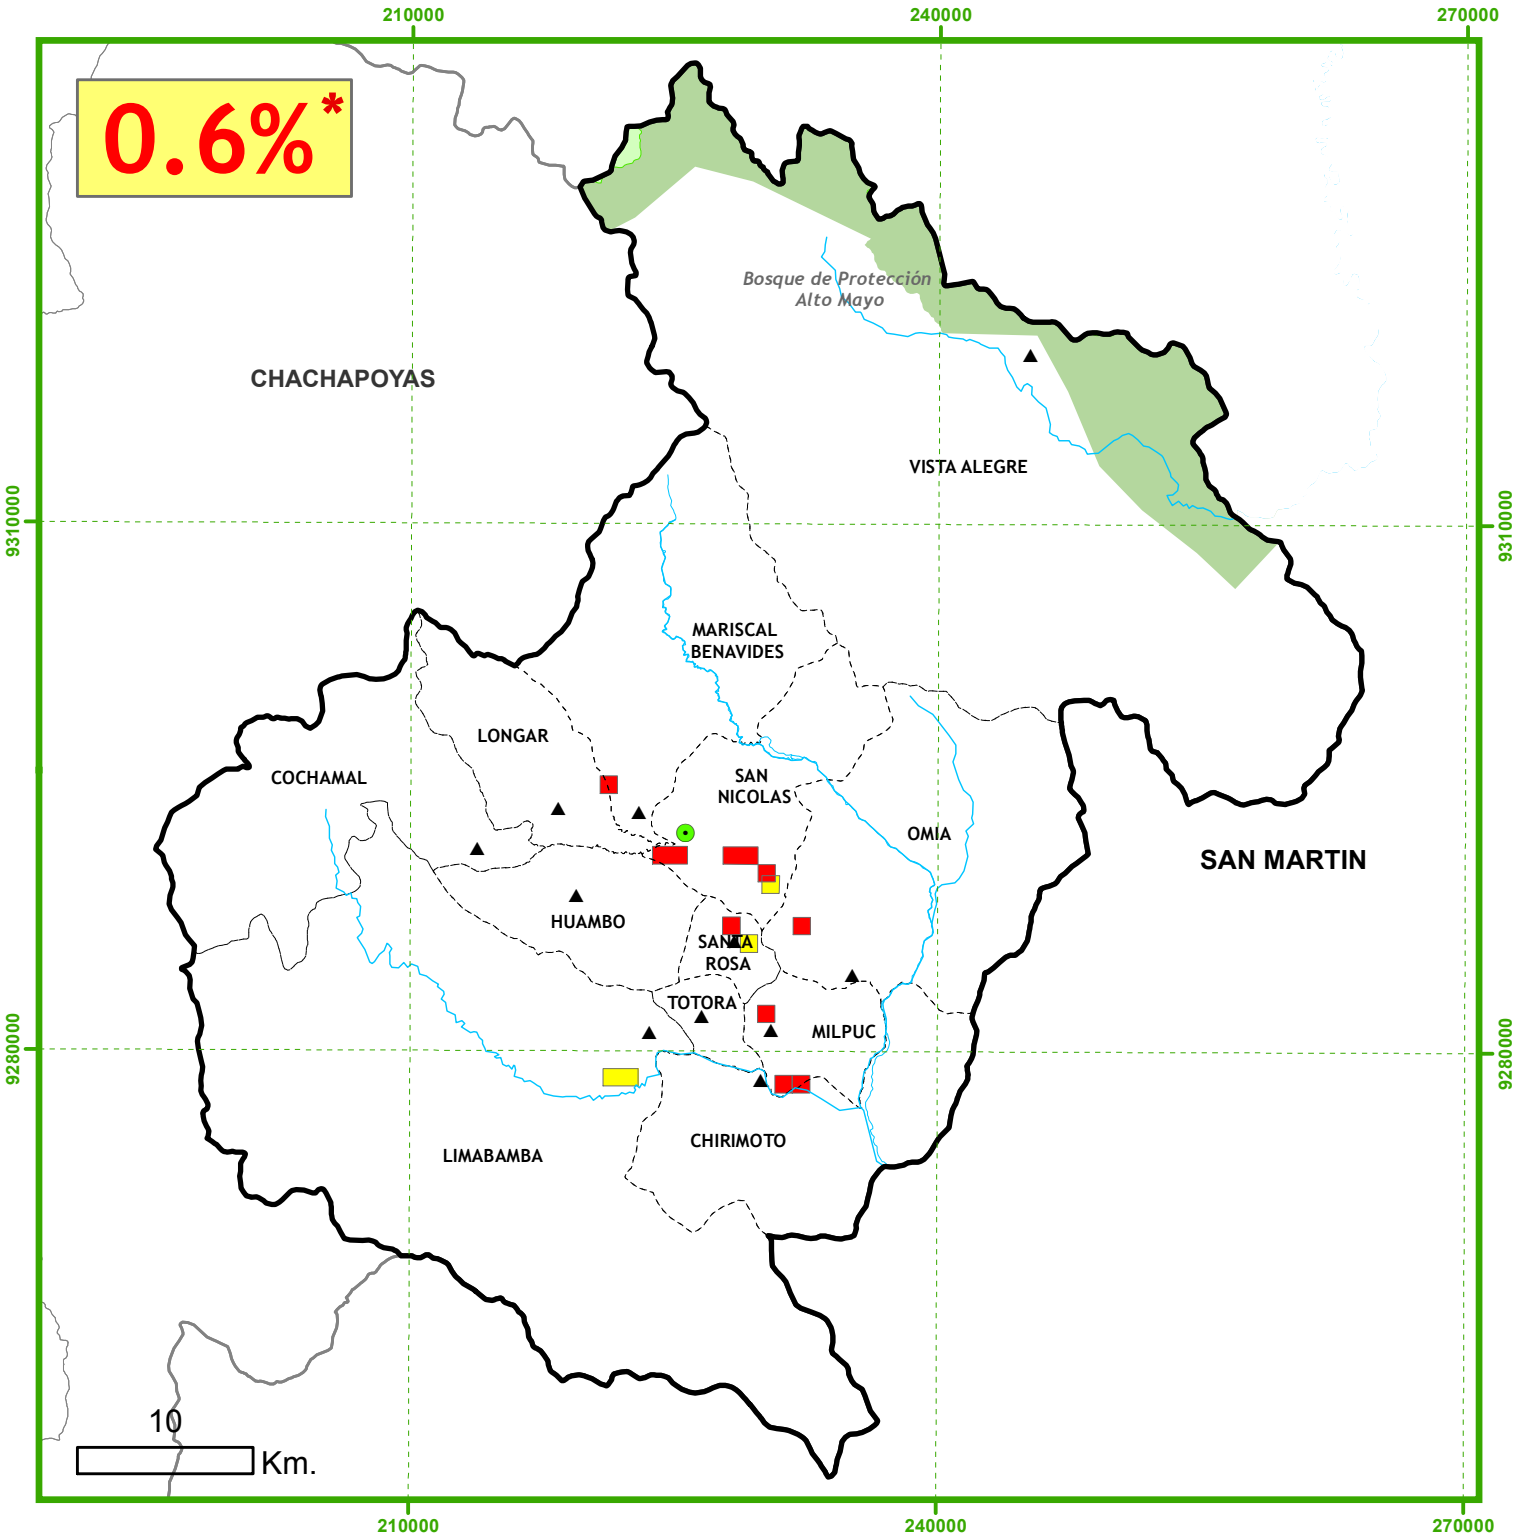 210000
240000
270000
0.6%*
Bosque de Protección
Alto Mayo
CHACHAPOYAS
VISTA ALEGRE
9310000
9310000
MARISCAL
BENAVIDES
LONGAR
COCHAMAL
SAN
NICOLAS
OMIA
SAN MARTIN
HUAMBO
SANTA
ROSA
TOTORA
MILPUC
9280000
9280000
CHIRIMOTO
LIMABAMBA
10
Km.
210000
240000
270000